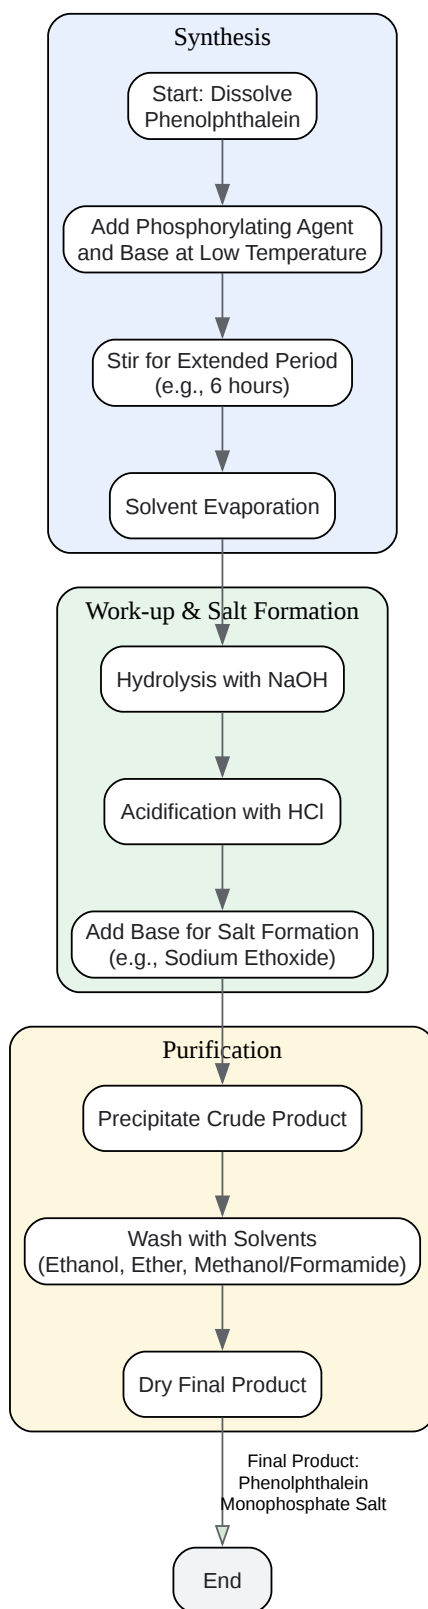 Synthesis
Start: Dissolve
Phenolphthalein
Add Phosphorylating Agent
and Base at Low Temperature
Stir for Extended Period
(e.g., 6 hours)
Solvent Evaporation
Work-up & Salt Formation
Hydrolysis with NaOH
Acidification with HCl
Add Base for Salt Formation
(e.g., Sodium Ethoxide)
Purification
Precipitate Crude Product
Wash with Solvents
(Ethanol, Ether, Methanol/Formamide)
Dry Final Product
Final Product:
Phenolphthalein
Monophosphate Salt
End